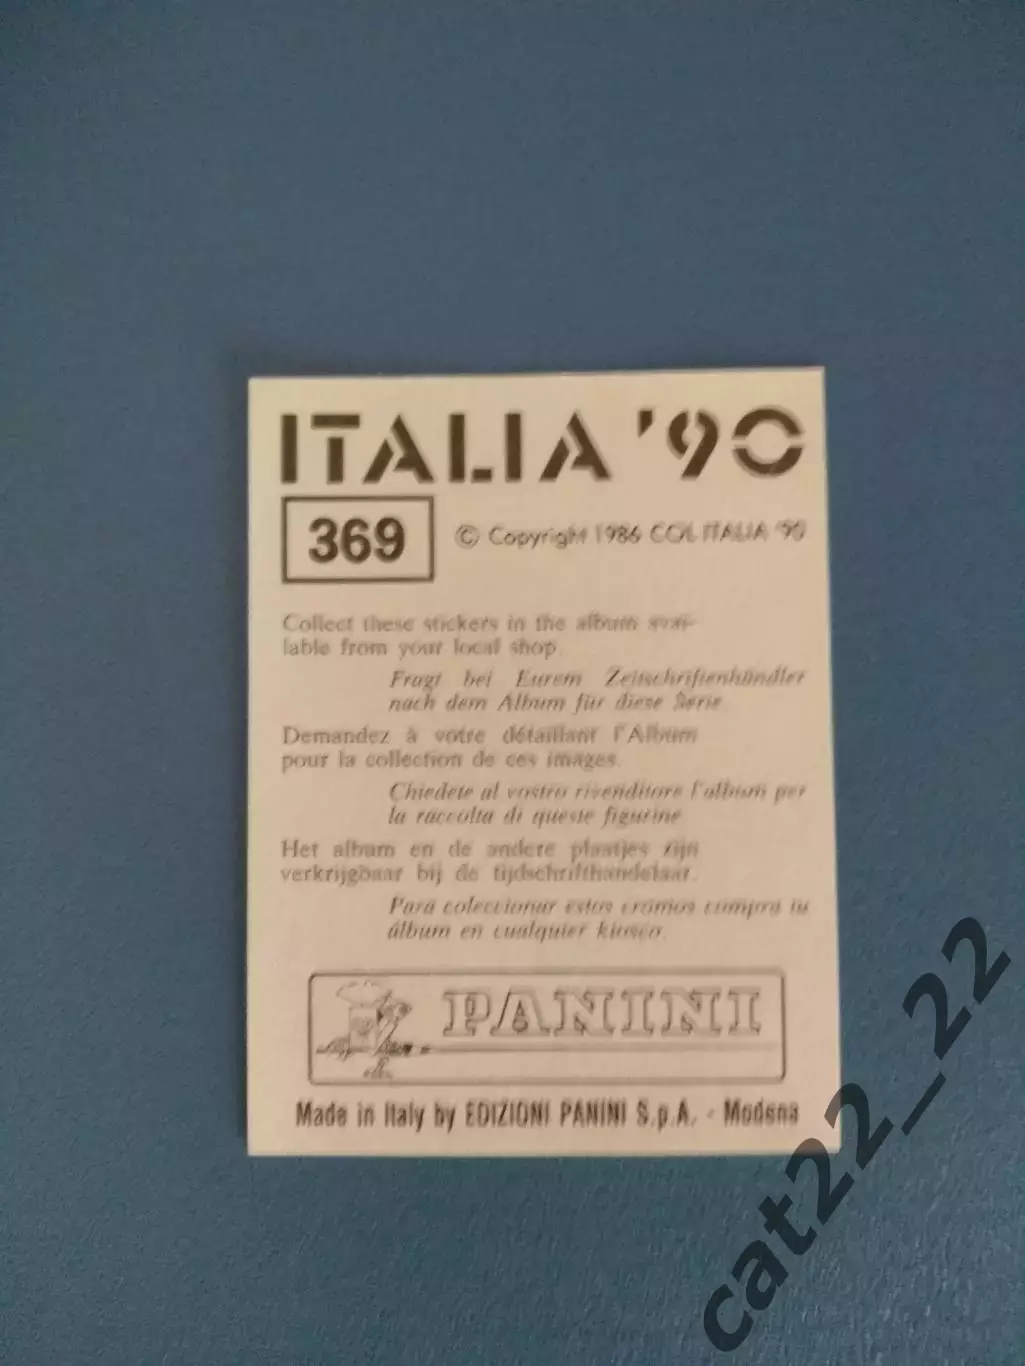 ITALIA '90
369
© Copyright 1986 COL ITALIA '90
Collect these stickers in the album avai-
lable from your local shop.
Fragt bei Eurem Zeitschriftenhändler
nach dem Album für diese Serie.
Demandez à votre détaillant l'Album
pour la collection de ces images.
Chiedete al vostro rivenditore l'album per
la raccolta di queste figurine.
Het album en de andere plaatjes zijn
verkrijgbaar bij de tijdschrifthandelaar.
Para coleccionar estos cromos compra tu
álbum en cualquier kiosco.
PANINI
Made in Italy by EDIZIONI PANINI S.p.A. - Modena
cat22_22